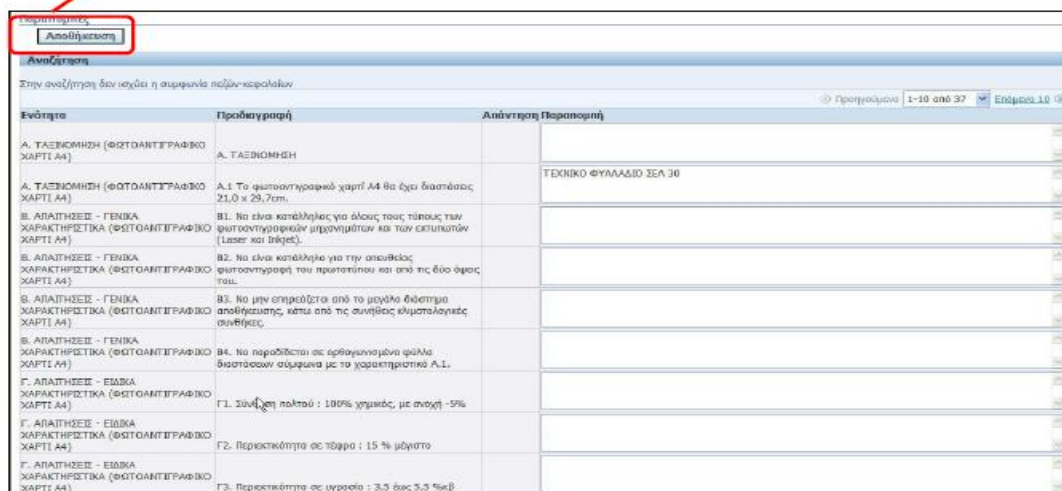 Παραπομπές
Αποθήκευση
Αναζήτηση
Στην αναζήτηση δεν ισχύει η συμφωνία πεζών-κεφαλαίων
Προηγούμενο 1-10 από 37 Επόμενο 10
Ενότητα Προδιαγραφή Απάντηση Παραπομπή
Α. ΤΑΞΙΝΟΜΗΣΗ (ΦΩΤΟΑΝΤΙΓΡΑΦΙΚΟ
ΧΑΡΤΙ Α4) Α. ΤΑΞΙΝΟΜΗΣΗ
ΤΕΧΝΙΚΟ ΦΥΛΛΑΔΙΟ ΣΕΛ 30
Α. ΤΑΞΙΝΟΜΗΣΗ (ΦΩΤΟΑΝΤΙΓΡΑΦΙΚΟ Α.1 Το φωτοαντιγραφικό χαρτί Α4 θα έχει διαστάσεις
ΧΑΡΤΙ Α4) 21,0 x 29,7cm.
Β. ΑΠΑΙΤΗΣΕΙΣ - ΓΕΝΙΚΑ Β1. Να είναι κατάλληλος για όλους τους τύπους των
ΧΑΡΑΚΤΗΡΙΣΤΙΚΑ (ΦΩΤΟΑΝΤΙΓΡΑΦΙΚΟ φωτοαντιγραφικών μηχανημάτων και των εκτυπωτών
ΧΑΡΤΙ Α4) (Laser και Inkjet).
Β. ΑΠΑΙΤΗΣΕΙΣ - ΓΕΝΙΚΑ Β2. Να είναι κατάλληλο για την απευθείας
ΧΑΡΑΚΤΗΡΙΣΤΙΚΑ (ΦΩΤΟΑΝΤΙΓΡΑΦΙΚΟ φωτοαντιγραφή του πρωτοτύπου και από τις δύο όψεις
ΧΑΡΤΙ Α4) του.
Β. ΑΠΑΙΤΗΣΕΙΣ - ΓΕΝΙΚΑ Β3. Να μην επηρεάζεται από το μεγάλο διάστημα
ΧΑΡΑΚΤΗΡΙΣΤΙΚΑ (ΦΩΤΟΑΝΤΙΓΡΑΦΙΚΟ αποθήκευσης, κάτω από τις συνήθεις κλιματολογικές
ΧΑΡΤΙ Α4) συνθήκες.
Β. ΑΠΑΙΤΗΣΕΙΣ - ΓΕΝΙΚΑ
ΧΑΡΑΚΤΗΡΙΣΤΙΚΑ (ΦΩΤΟΑΝΤΙΓΡΑΦΙΚΟ Β4. Να παραδίδεται σε ορθογωνισμένα φύλλα
ΧΑΡΤΙ Α4) διαστάσεων σύμφωνα με το χαρακτηριστικό Α.1.
Γ. ΑΠΑΙΤΗΣΕΙΣ - ΕΙΔΙΚΑ
ΧΑΡΑΚΤΗΡΙΣΤΙΚΑ (ΦΩΤΟΑΝΤΙΓΡΑΦΙΚΟ
ΧΑΡΤΙ Α4) Γ1. Σύνθεση πολτού : 100% χημικός, με ανοχή -5%
Γ. ΑΠΑΙΤΗΣΕΙΣ - ΕΙΔΙΚΑ
ΧΑΡΑΚΤΗΡΙΣΤΙΚΑ (ΦΩΤΟΑΝΤΙΓΡΑΦΙΚΟ
ΧΑΡΤΙ Α4) Γ2. Περιεκτικότητα σε τέφρα : 15 % μέγιστο
Γ. ΑΠΑΙΤΗΣΕΙΣ - ΕΙΔΙΚΑ
ΧΑΡΑΚΤΗΡΙΣΤΙΚΑ (ΦΩΤΟΑΝΤΙΓΡΑΦΙΚΟ
ΧΑΡΤΙ Α4) Γ3. Περιεκτικότητα σε υγρασία : 3,5 έως 5,5 %κβ